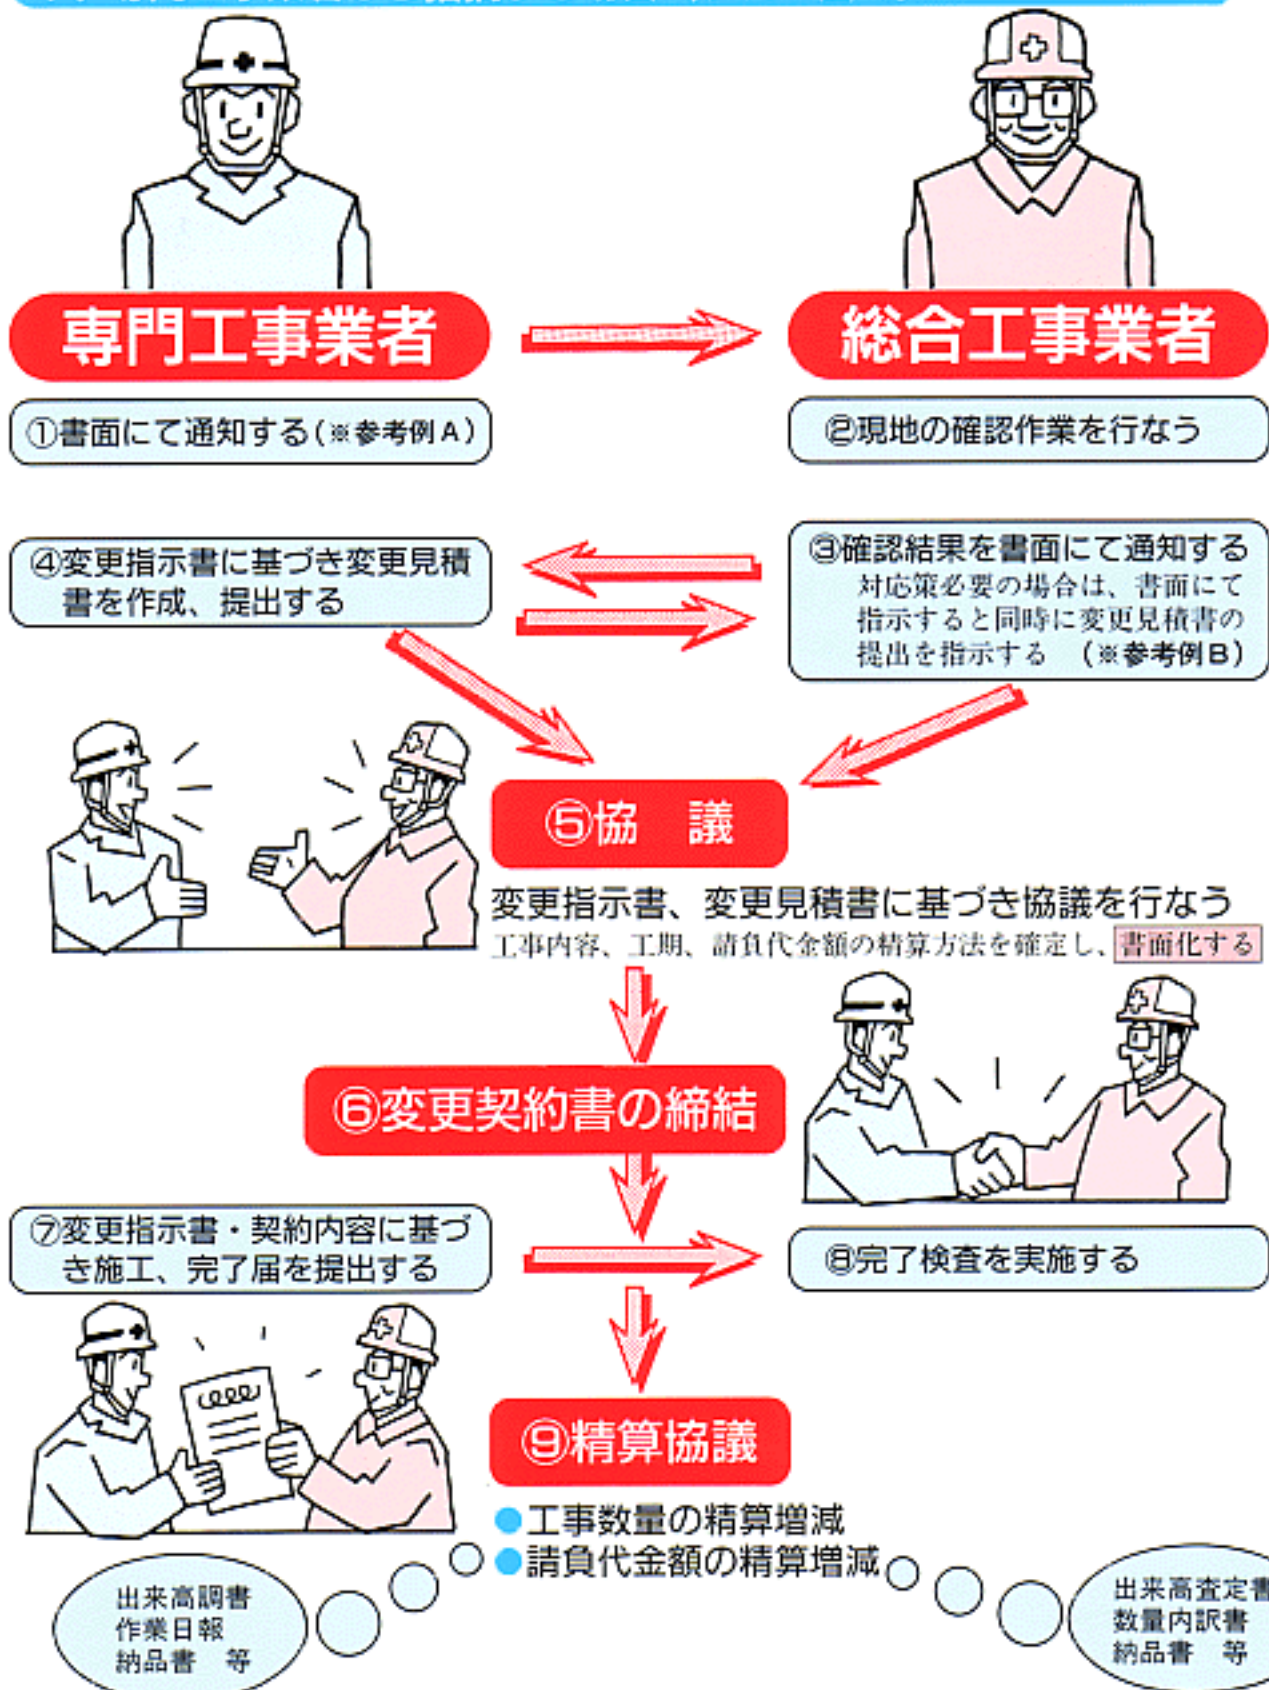 専門工事業者
総合工事業者
①書面にて通知する(※参考例A)
②現地の確認作業を行なう
③確認結果を書面にて通知する
対応策必要の場合は、書面にて
指示すると同時に変更見積書の
提出を指示する (※参考例B)
④変更指示書に基づき変更見積
書を作成、提出する
⑤協 議
変更指示書、変更見積書に基づき協議を行なう
工事内容、工期、請負代金額の精算方法を確定し、書面化する
⑥変更契約書の締結
⑦変更指示書・契約内容に基づ
き施工、完了届を提出する
⑧完了検査を実施する
⑨精算協議
●工事数量の精算増減
●請負代金額の精算増減
出来高調書
作業日報
納品書 等
出来高査定書
数量内訳書
納品書 等